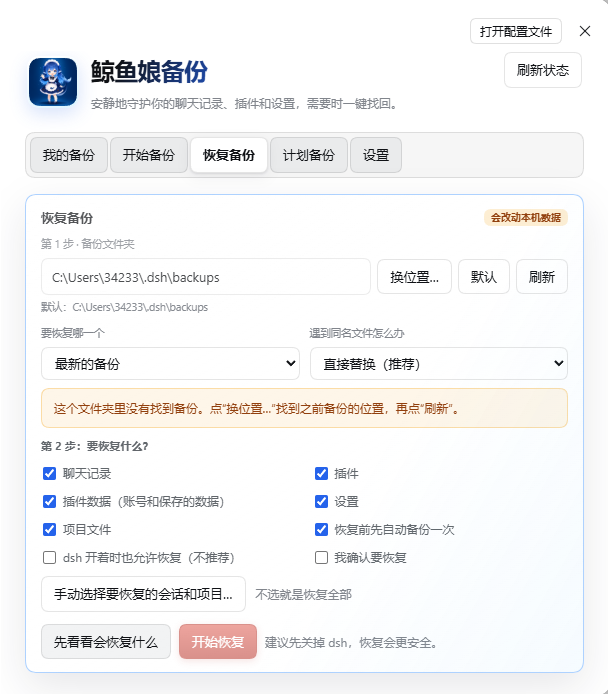 打开配置文件
鲸鱼娘备份
刷新状态
安静地守护你的聊天记录、插件和设置，需要时一键找回。
我的备份 开始备份 恢复备份 计划备份 设置
恢复备份 会改动本机数据
第 1 步 · 备份文件夹
C:\Users\34233\.dsh\backups 换位置... 默认 刷新
默认：C:\Users\34233\.dsh\backups
要恢复哪一个 遇到同名文件怎么办
最新的备份 直接替换（推荐）
这个文件夹里没有找到备份。点“换位置...”找到之前备份的位置，再点“刷新”。
第 2 步：要恢复什么?
聊天记录 插件
插件数据（账号和保存的数据） 设置
项目文件 恢复前先自动备份一次
dsh 开着时也允许恢复（不推荐） 我确认要恢复
手动选择要恢复的会话和项目... 不选就是恢复全部
先看看会恢复什么 开始恢复 建议先关掉 dsh，恢复会更安全。